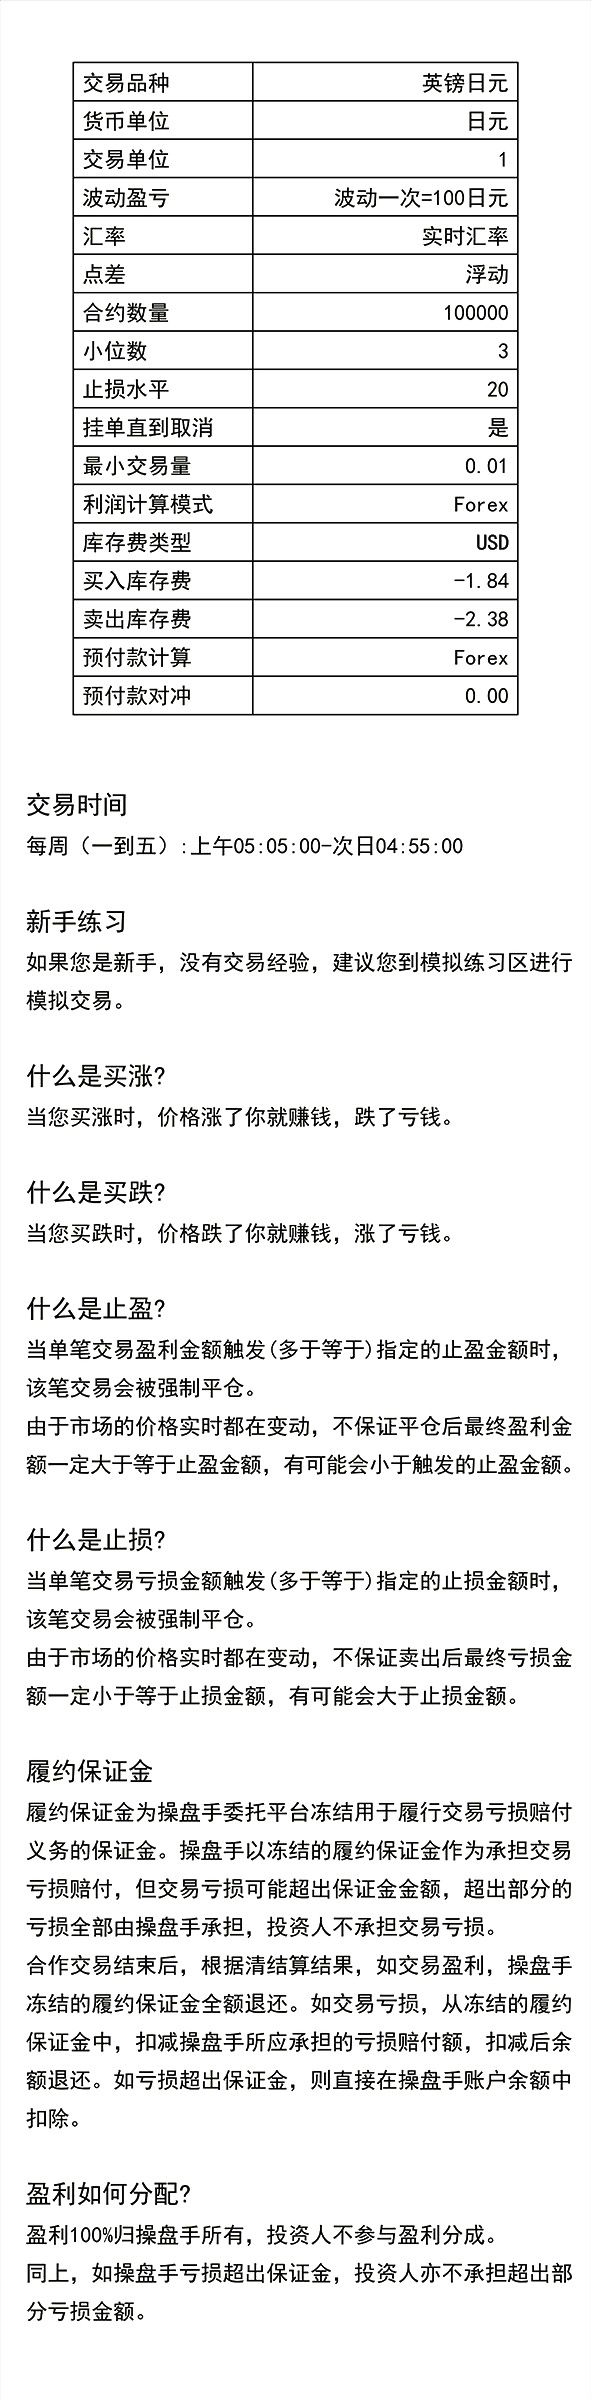 交易品种 英镑日元
货币单位 日元
交易单位 1
波动盈亏 波动一次=100日元
汇率 实时汇率
点差 浮动
合约数量 100000
小位数 3
止损水平 20
挂单直到取消 是
最小交易量 0.01
利润计算模式 Forex
库存费类型 USD
买入库存费 -1.84
卖出库存费 -2.38
预付款计算 Forex
预付款对冲 0.00
交易时间
每周（一到五）:上午05:05:00-次日04:55:00
新手练习
如果您是新手，没有交易经验，建议您到模拟练习区进行
模拟交易。
什么是买涨?
当您买涨时，价格涨了你就赚钱，跌了亏钱。
什么是买跌?
当您买跌时，价格跌了你就赚钱，涨了亏钱。
什么是止盈?
当单笔交易盈利金额触发(多于等于)指定的止盈金额时，
该笔交易会被强制平仓。
由于市场的价格实时都在变动，不保证平仓后最终盈利金
额一定大于等于止盈金额，有可能会小于触发的止盈金额。
什么是止损?
当单笔交易亏损金额触发(多于等于)指定的止损金额时，
该笔交易会被强制平仓。
由于市场的价格实时都在变动，不保证卖出后最终亏损金
额一定小于等于止损金额，有可能会大于止损金额。
履约保证金
履约保证金为操盘手委托平台冻结用于履行交易亏损赔付
义务的保证金。操盘手以冻结的履约保证金作为承担交易
亏损赔付，但交易亏损可能超出保证金金额，超出部分的
亏损全部由操盘手承担，投资人不承担交易亏损。
合作交易结束后，根据清结算结果，如交易盈利，操盘手
冻结的履约保证金全额退还。如交易亏损，从冻结的履约
保证金中，扣减操盘手所应承担的亏损赔付额，扣减后余
额退还。如亏损超出保证金，则直接在操盘手账户余额中
扣除。
盈利如何分配?
盈利100%归操盘手所有，投资人不参与盈利分成。
同上，如操盘手亏损超出保证金，投资人亦不承担超出部
分亏损金额。